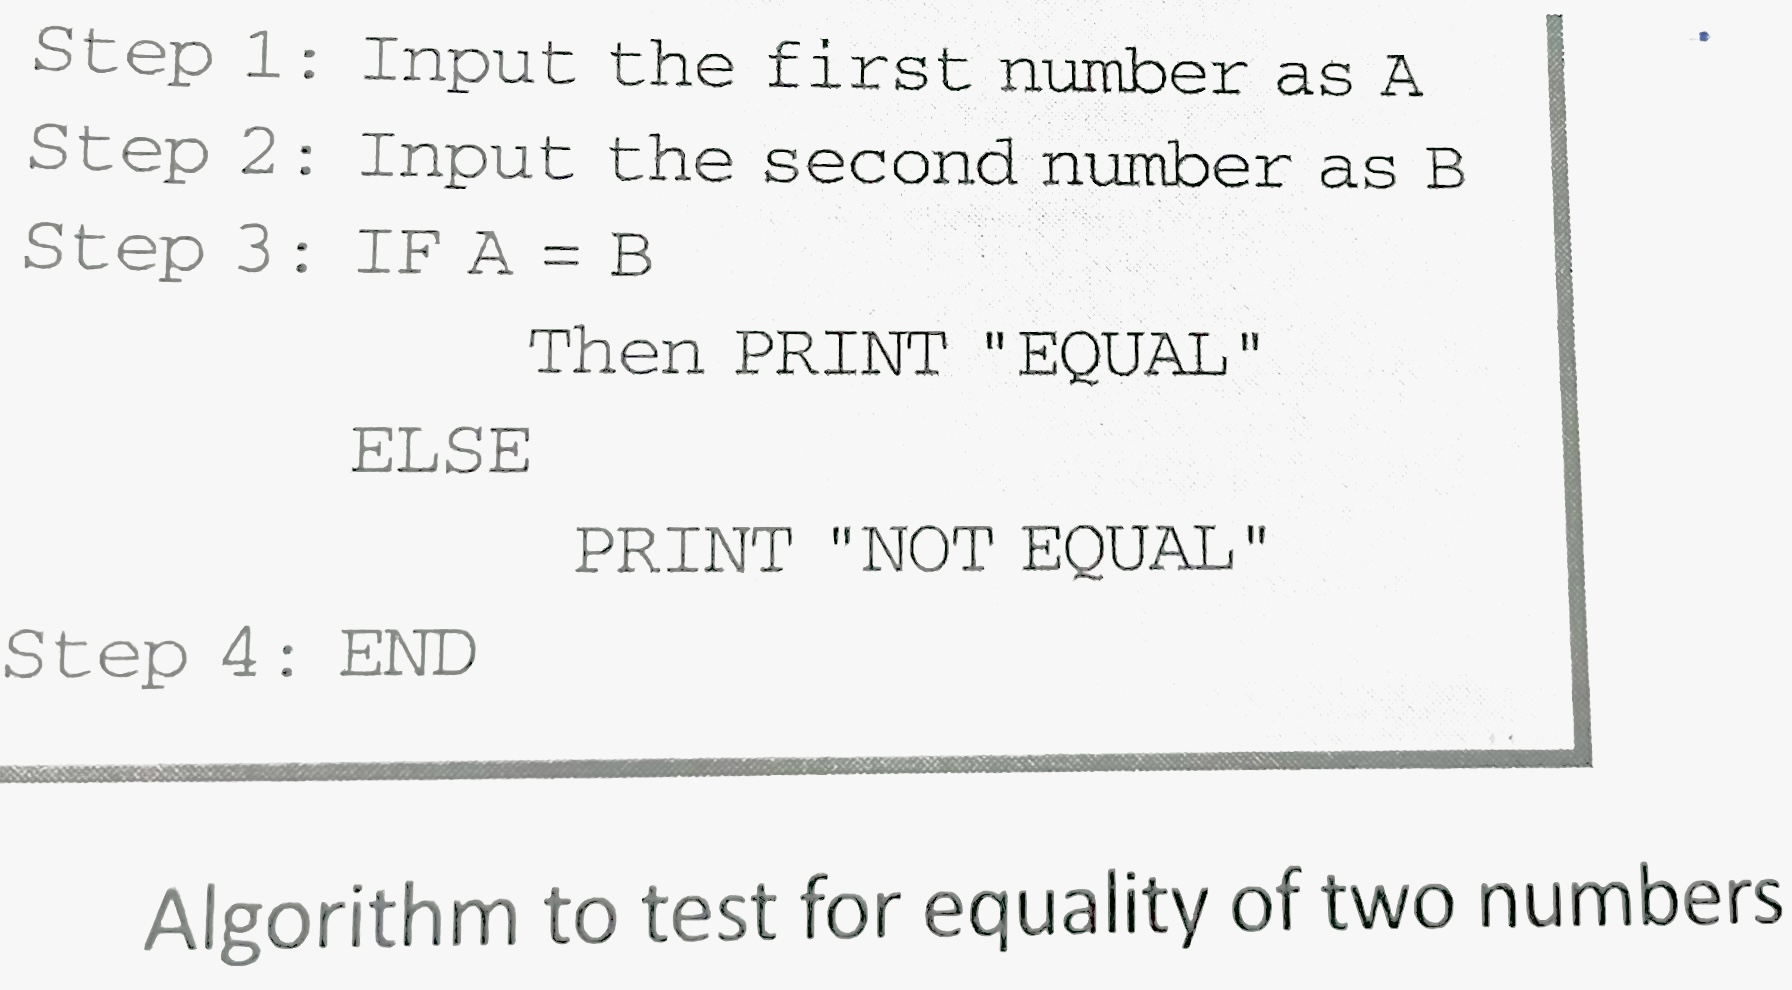 Step 1: Input the first number as A
Step 2: Input the second number as B
Step 3: IF A = B
Then PRINT "EQUAL"
ELSE
PRINT "NOT EQUAL"
Step 4: END
Algorithm to test for equality of two numbers